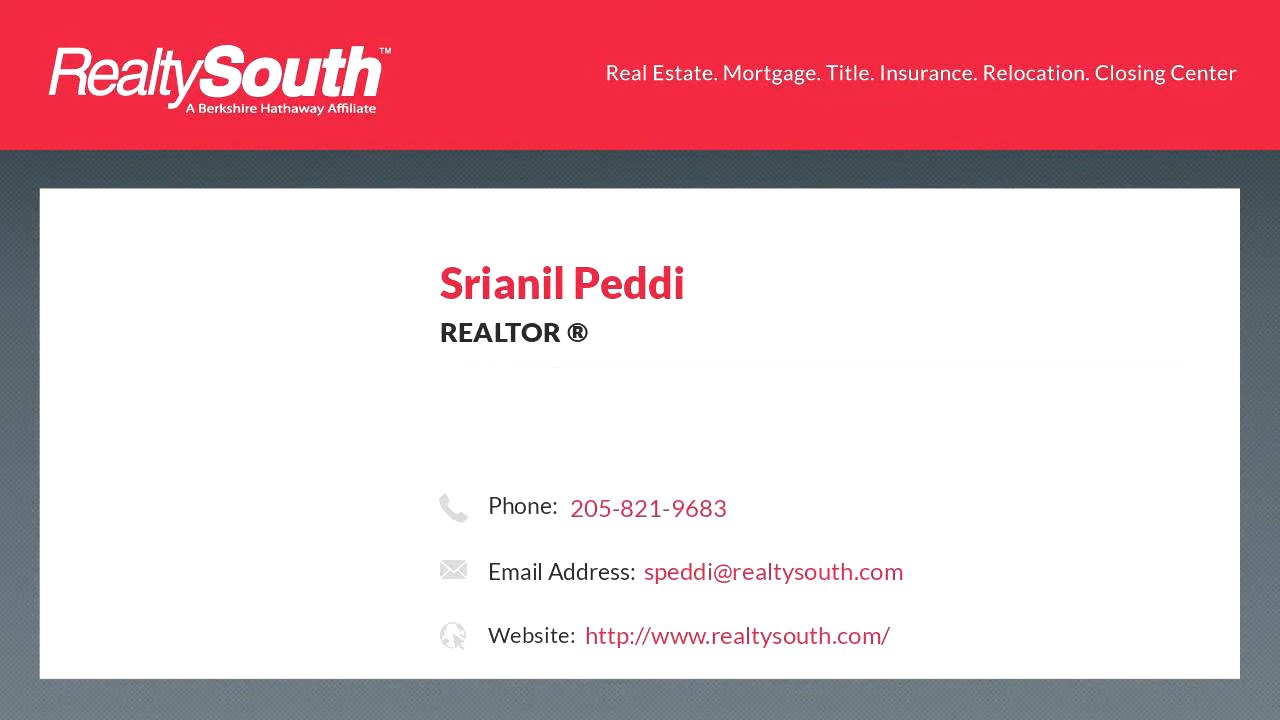 RealtySouth™
A Berkshire Hathaway Affiliate
Real Estate. Mortgage. Title. Insurance. Relocation. Closing Center
Srianil Peddi
REALTOR ®
Phone: 205-821-9683
Email Address: speddi@realtysouth.com
Website: http://www.realtysouth.com/